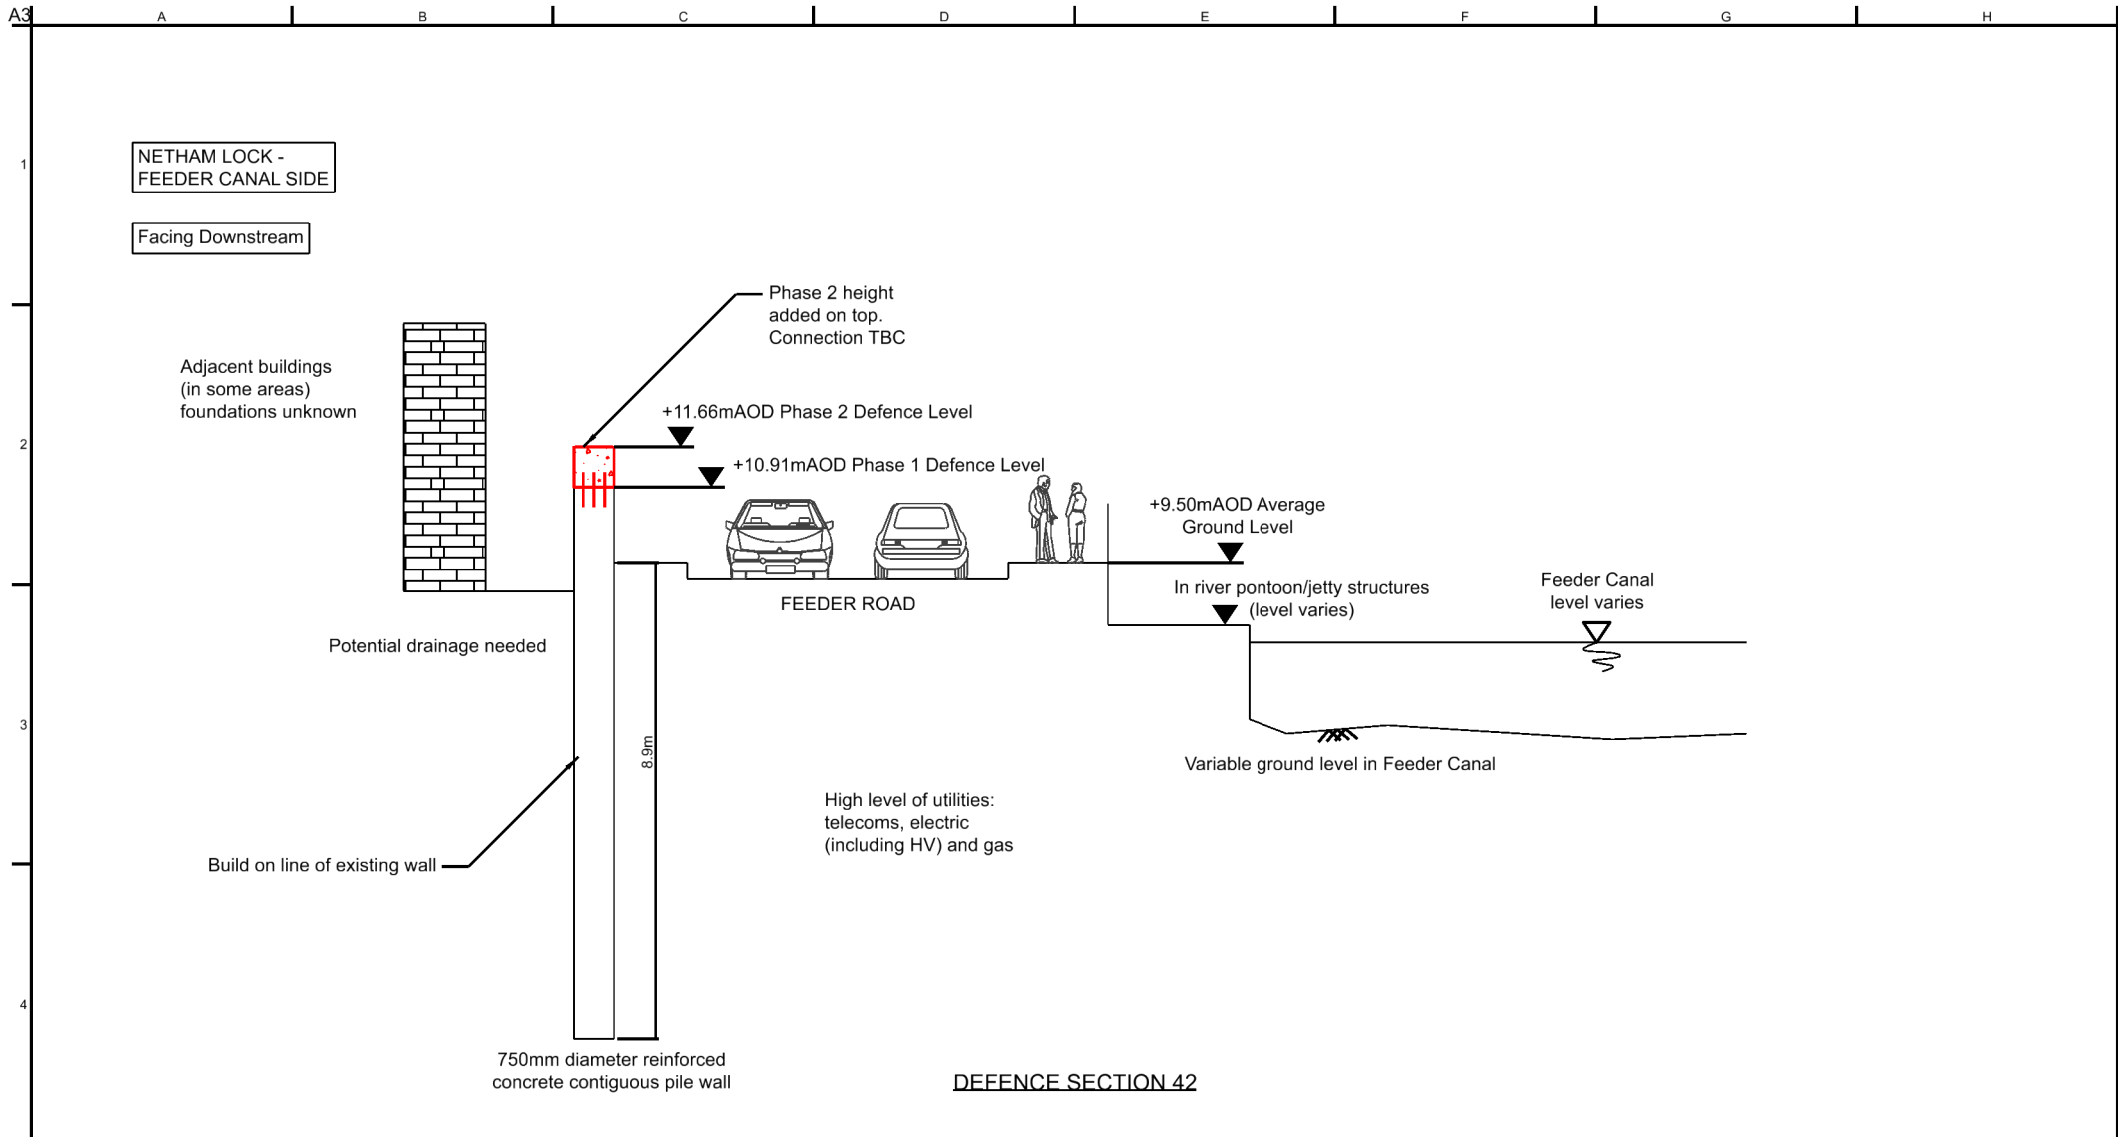 A3
A
B
C
D
E
F
G
H
1
2
3
4
NETHAM LOCK -
FEEDER CANAL SIDE
Facing Downstream
Phase 2 height
added on top.
Connection TBC
Adjacent buildings
(in some areas)
foundations unknown
+11.66mAOD Phase 2 Defence Level
+10.91mAOD Phase 1 Defence Level
+9.50mAOD Average
Ground Level
In river pontoon/jetty structures
(level varies)
Feeder Canal
level varies
FEEDER ROAD
Potential drainage needed
8.9m
Variable ground level in Feeder Canal
High level of utilities:
telecoms, electric
(including HV) and gas
Build on line of existing wall
750mm diameter reinforced
concrete contiguous pile wall
DEFENCE SECTION 42